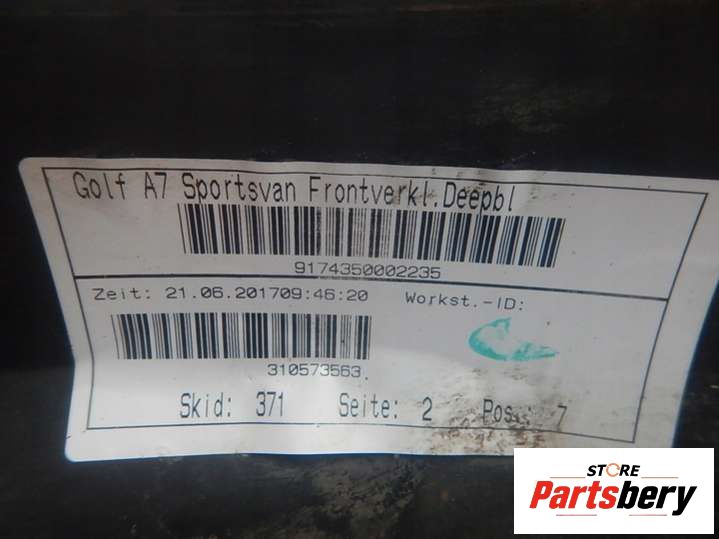 Golf A7 Sportsvan Frontverkl.Deepbl
9174350002235
Zeit: 21.06.201709:46:20 Workst.-ID:
310573563
Skid: 371 Seite: 2 Pos.: 7
STORE
Partsbery